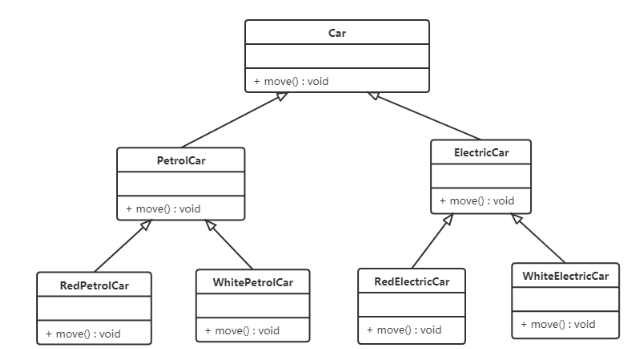 Car
+ move() : void
PetrolCar
+ move() : void
ElectricCar
+ move() : void
RedPetrolCar
+ move() : void
WhitePetrolCar
+ move() : void
RedElectricCar
+ move() : void
WhiteElectricCar
+ move() : void